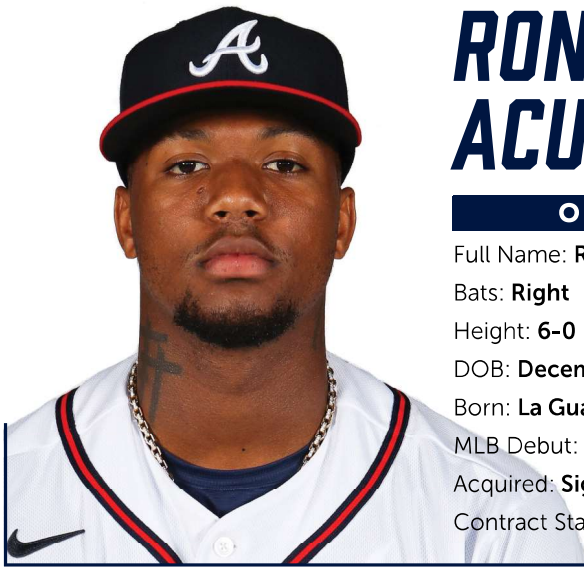 A
RON
ACU
O
Full Name: R
Bats: Right
Height: 6-0
DOB: Decem
Born: La Gua
MLB Debut:
Acquired: Sig
Contract Sta